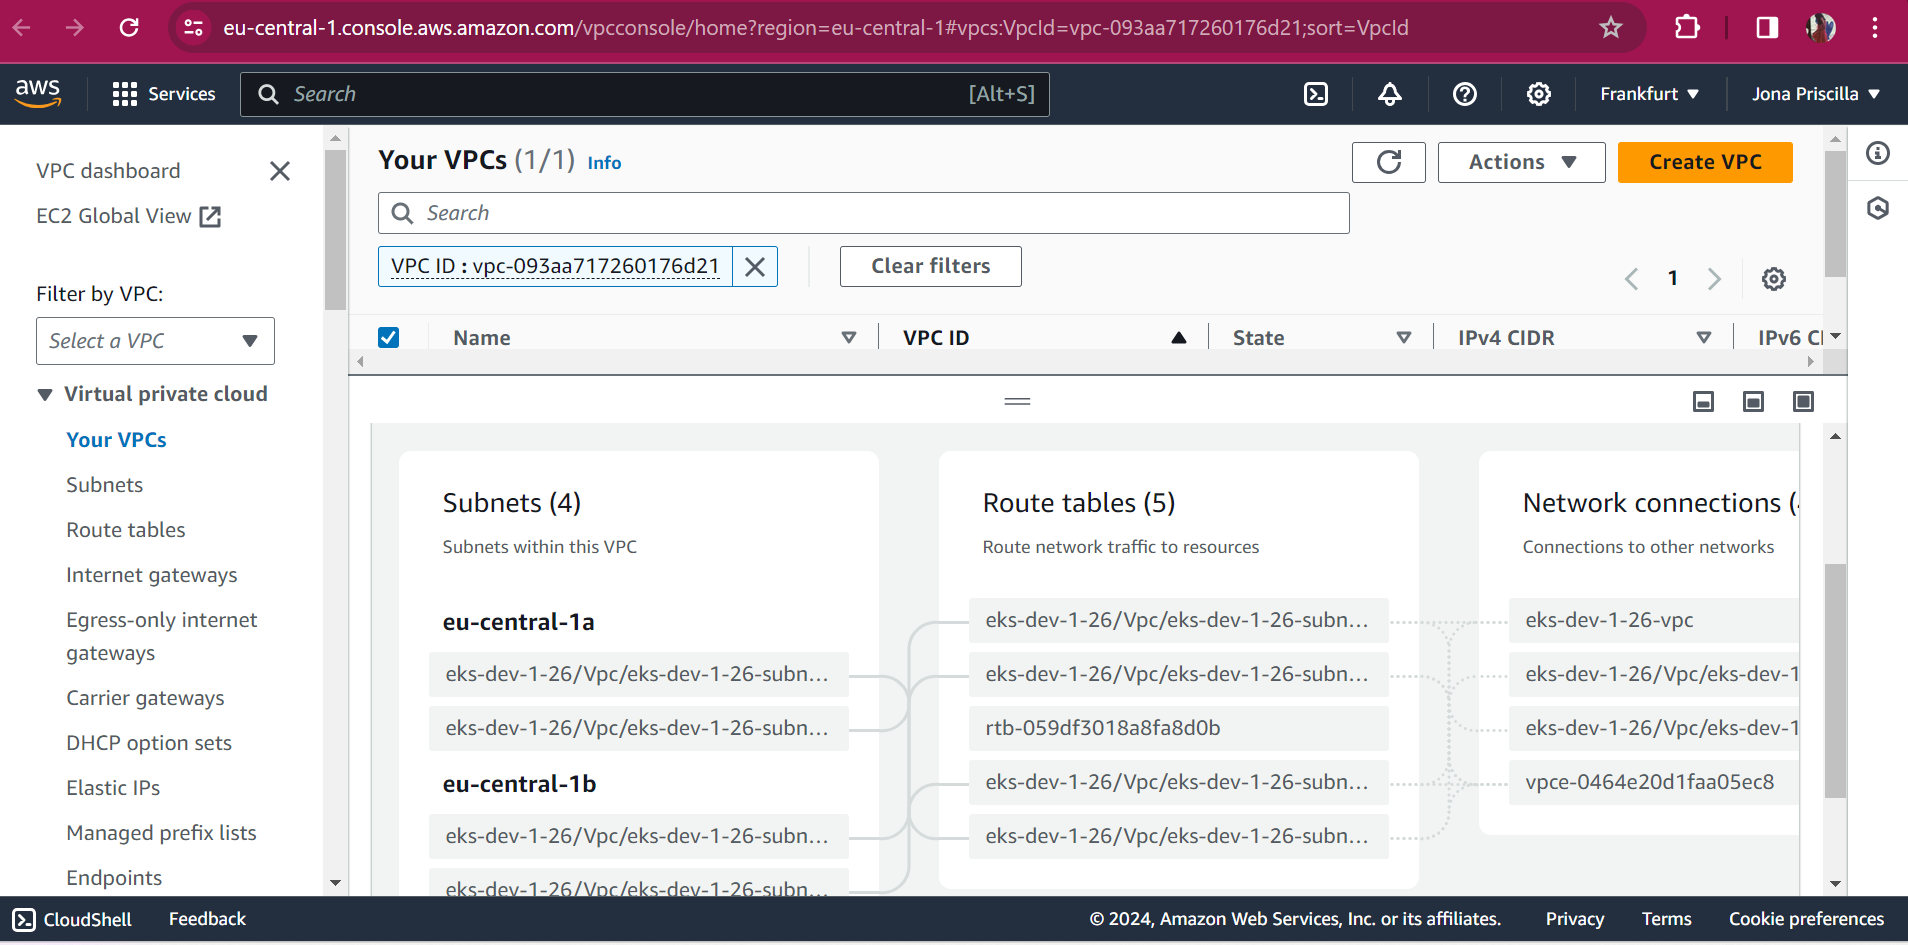 eu-central-1.console.aws.amazon.com/vpcconsole/home?region=eu-central-1#vpcs:VpcId=vpc-093aa717260176d21;sort=VpcId
aws
Services
Search
[Alt+S]
Frankfurt
Jona Priscilla
VPC dashboard
EC2 Global View
Filter by VPC:
Select a VPC
Virtual private cloud
Your VPCs
Subnets
Route tables
Internet gateways
Egress-only internet
gateways
Carrier gateways
DHCP option sets
Elastic IPs
Managed prefix lists
Endpoints
Your VPCs (1/1) Info
Actions
Create VPC
Search
VPC ID : vpc-093aa717260176d21
Clear filters
1
Name
VPC ID
State
IPv4 CIDR
IPv6 CI
Subnets (4)
Subnets within this VPC
eu-central-1a
eks-dev-1-26/Vpc/eks-dev-1-26-subn...
eks-dev-1-26/Vpc/eks-dev-1-26-subn...
eu-central-1b
eks-dev-1-26/Vpc/eks-dev-1-26-subn...
eks-dev-1-26/Vpc/eks-dev-1-26-subn...
Route tables (5)
Route network traffic to resources
eks-dev-1-26/Vpc/eks-dev-1-26-subn...
eks-dev-1-26/Vpc/eks-dev-1-26-subn...
rtb-059df3018a8fa8d0b
eks-dev-1-26/Vpc/eks-dev-1-26-subn...
eks-dev-1-26/Vpc/eks-dev-1-26-subn...
Network connections (
Connections to other networks
eks-dev-1-26-vpc
eks-dev-1-26/Vpc/eks-dev-1
eks-dev-1-26/Vpc/eks-dev-1
vpce-0464e20d1faa05ec8
CloudShell
Feedback
© 2024, Amazon Web Services, Inc. or its affiliates.
Privacy
Terms
Cookie preferences